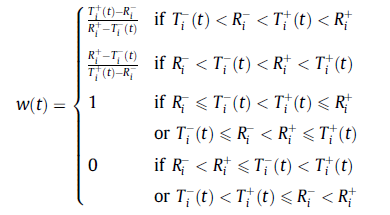 w(t) = {
\frac{T_i^+(t)-R_i^-}{R_i^+-T_i^-(t)} if T_i^-(t) < R_i^- < T_i^+(t) < R_i^+
\frac{R_i^+-T_i^-(t)}{T_i^+(t)-R_i^-} if R_i^- < T_i^-(t) < R_i^+ < T_i^+(t)
1 if R_i^- ⩽ T_i^-(t) < T_i^+(t) ⩽ R_i^+
or T_i^-(t) ⩽ R_i^- < R_i^+ ⩽ T_i^+(t)
0 if R_i^- < R_i^+ ⩽ T_i^-(t) < T_i^+(t)
or T_i^-(t) < T_i^+(t) ⩽ R_i^- < R_i^+